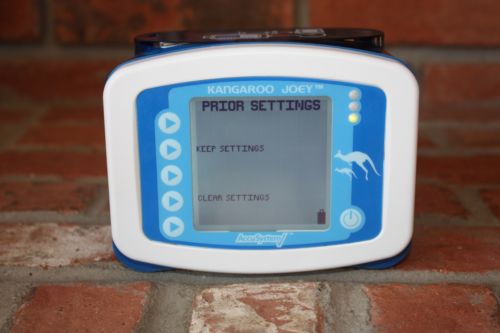 KANGAROO JOEY™
PRIOR SETTINGS
KEEP SETTINGS
CLEAR SETTINGS
AccuSystem